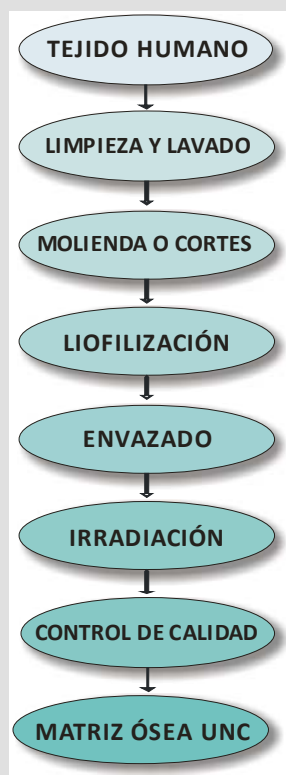 TEJIDO HUMANO
LIMPIEZA Y LAVADO
MOLIENDA O CORTES
LIOFILIZACIÓN
ENVAZADO
IRRADIACIÓN
CONTROL DE CALIDAD
MATRIZ ÓSEA UNC